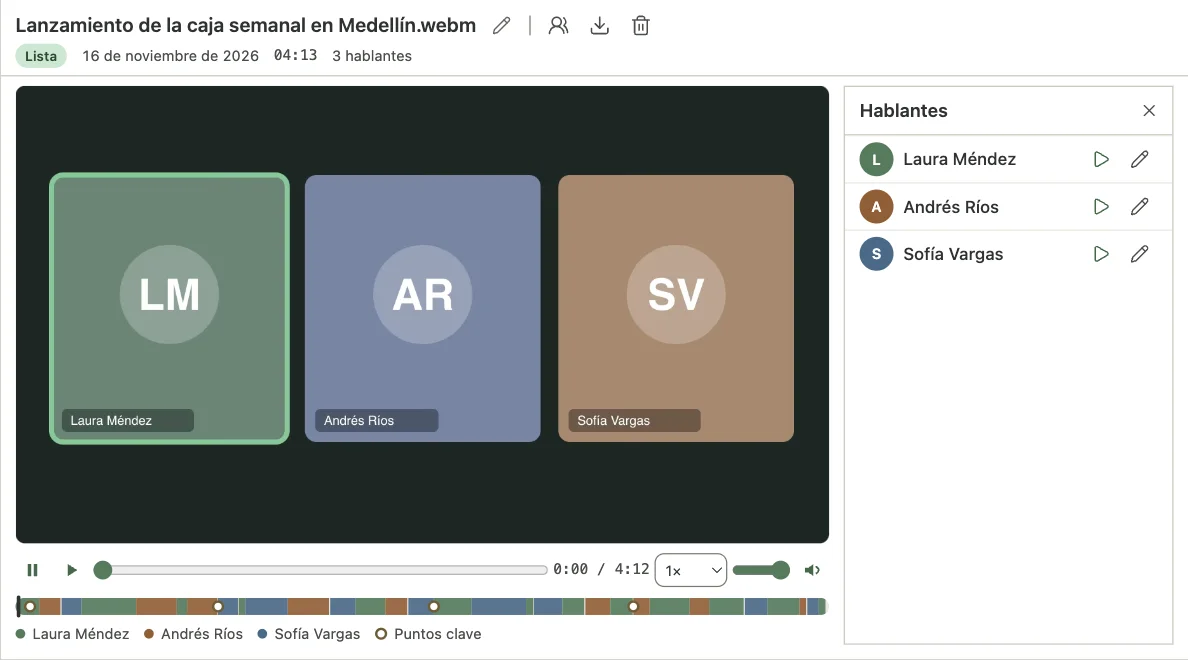 Lanzamiento de la caja semanal en Medellín.webm
Lista 16 de noviembre de 2026 04:13 3 hablantes
LM
AR
SV
Laura Méndez
Andrés Ríos
Sofía Vargas
0:00 / 4:12 1×
Laura Méndez Andrés Ríos Sofía Vargas Puntos clave
Hablantes
L Laura Méndez
A Andrés Ríos
S Sofía Vargas